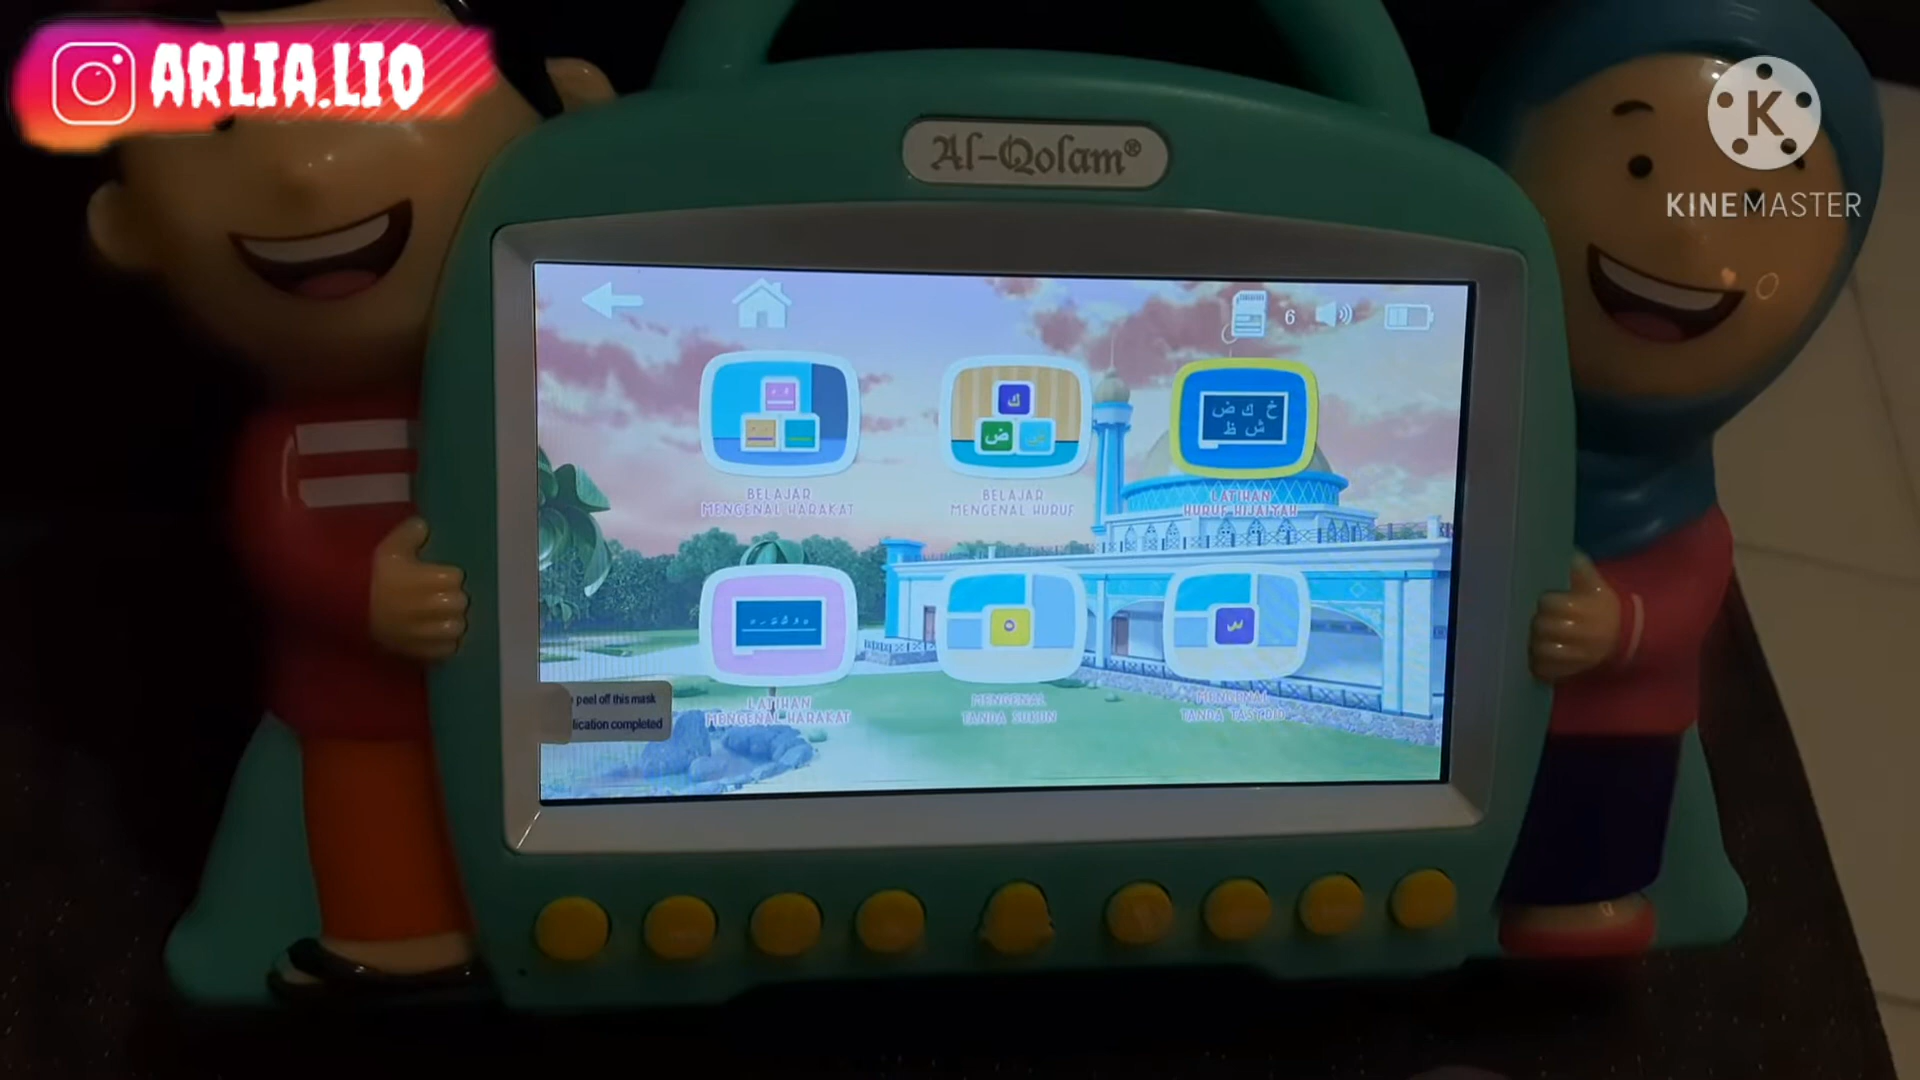 ARLIA.LIO
K
KINEMASTER
Al-Qolam®
6
ك
ض
خ ك ض
ش ظ
BELAJAR
MENGENAL HARAKAT
BELAJAR
MENGENAL HURUF
LATIHAN
HURUF HIJAIYAH
س
LATIHAN
MENGENAL HARAKAT
MENGENAL
TANDA SUKUN
MENGENAL
TANDA TASYDID
peel off this mask
lication completed